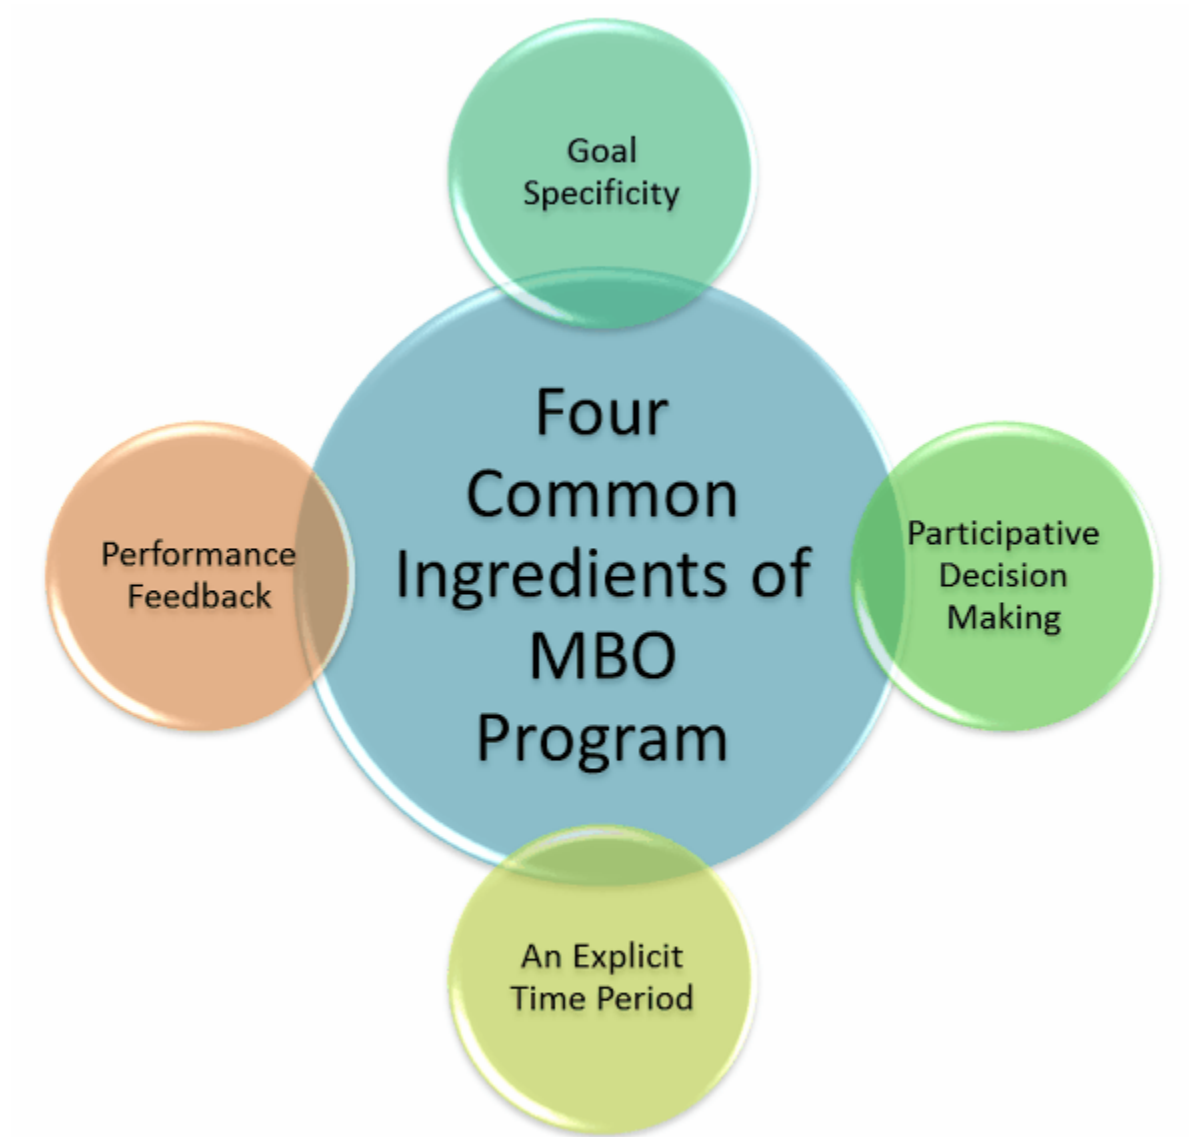 Goal
Specificity
Four
Common
Ingredients of
MBO
Program
Performance
Feedback
Participative
Decision
Making
An Explicit
Time Period